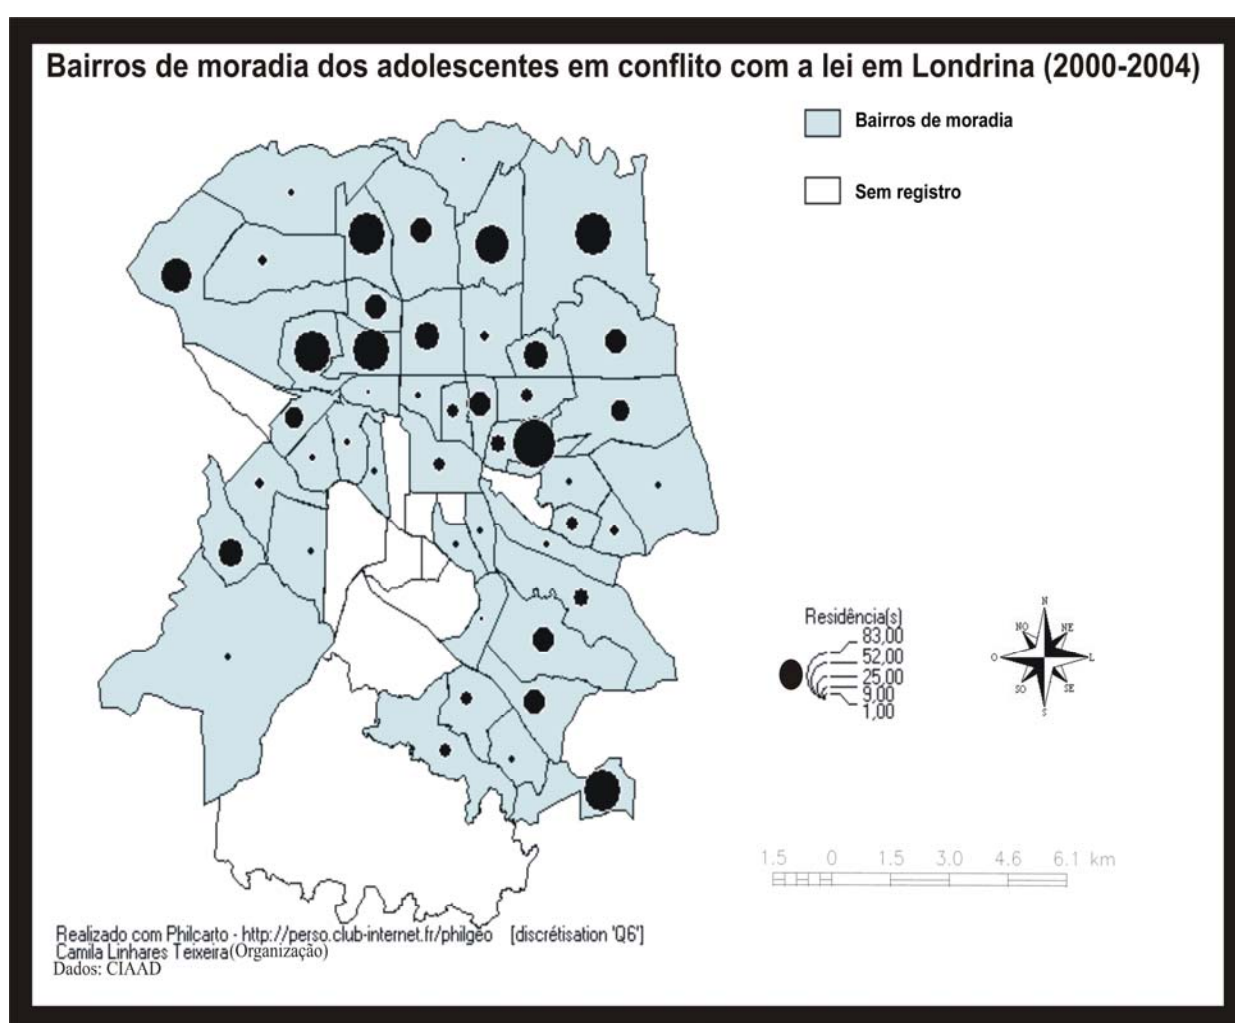 Bairros de moradia dos adolescentes em conflito com a lei em Londrina (2000-2004)
Bairros de moradia
Sem registro
Residência(s)
83,00
52,00
25,00
9,00
1,00
N
NO NE
O L
SO SE
S
1.5 0 1.5 3.0 4.6 6.1 km
Realizado com Philcarto - http://perso.club-internet.fr/philgeo [discrétisation 'Q6']
Camila Linhares Teixeira(Organização)
Dados: CIAAD